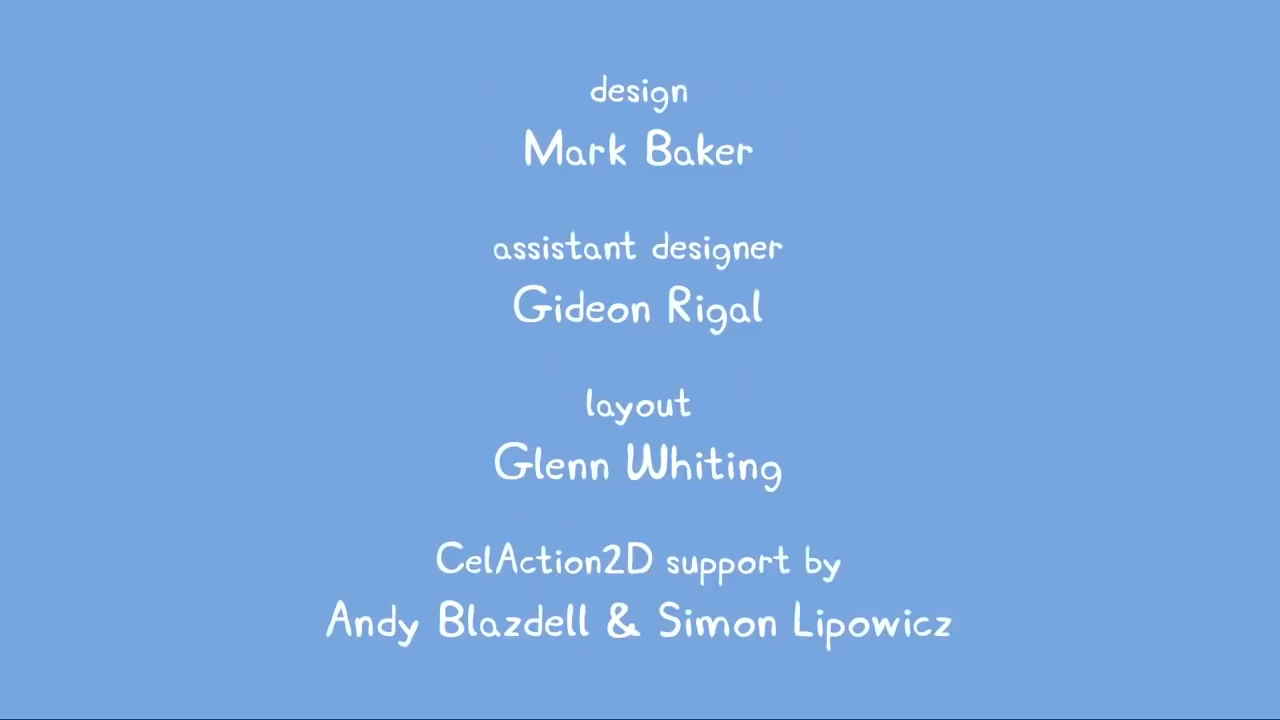 design
Mark Baker
assistant designer
Gideon Rigal
layout
Glenn Whiting
CelAction2D support by
Andy Blazdell & Simon Lipowicz